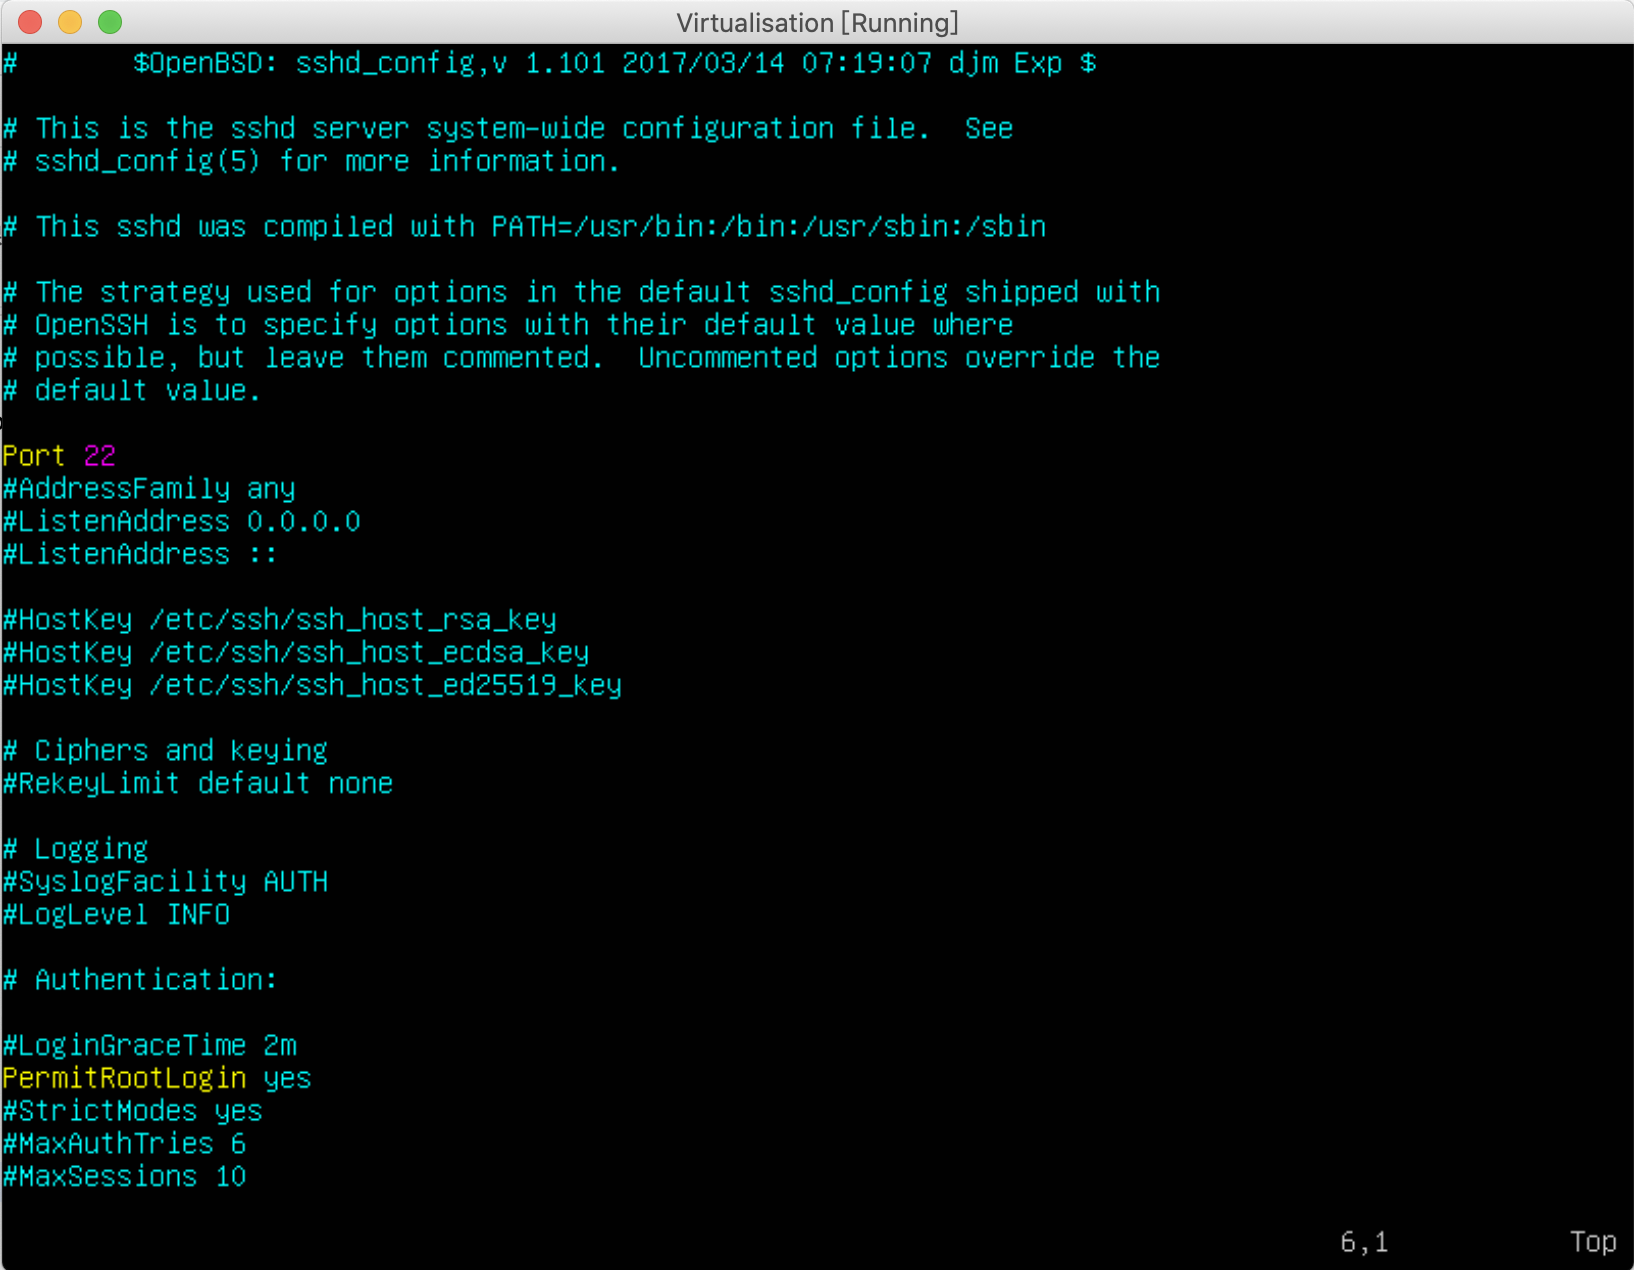 Virtualisation [Running]
#       $OpenBSD: sshd_config,v 1.101 2017/03/14 07:19:07 djm Exp $
# This is the sshd server system-wide configuration file.  See
# sshd_config(5) for more information.
# This sshd was compiled with PATH=/usr/bin:/bin:/usr/sbin:/sbin
# The strategy used for options in the default sshd_config shipped with
# OpenSSH is to specify options with their default value where
# possible, but leave them commented.  Uncommented options override the
# default value.
Port 22
#AddressFamily any
#ListenAddress 0.0.0.0
#ListenAddress ::
#HostKey /etc/ssh/ssh_host_rsa_key
#HostKey /etc/ssh/ssh_host_ecdsa_key
#HostKey /etc/ssh/ssh_host_ed25519_key
# Ciphers and keying
#RekeyLimit default none
# Logging
#SyslogFacility AUTH
#LogLevel INFO
# Authentication:
#LoginGraceTime 2m
PermitRootLogin yes
#StrictModes yes
#MaxAuthTries 6
#MaxSessions 10
6,1           Top